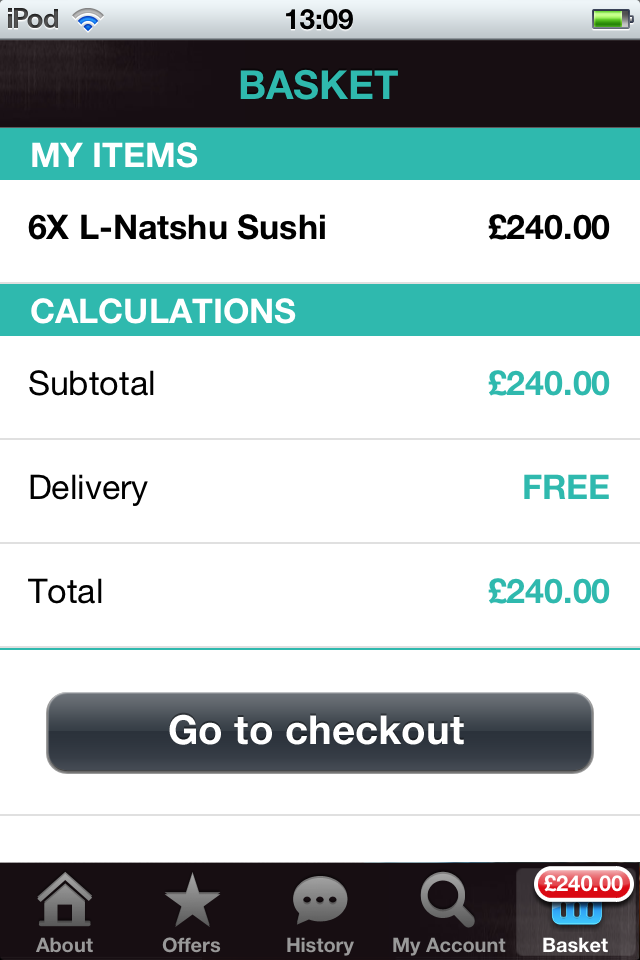 iPod 13:09
BASKET
MY ITEMS
6X L-Natshu Sushi £240.00
CALCULATIONS
Subtotal £240.00
Delivery FREE
Total £240.00
Go to checkout
£240.00
About Offers History My Account Basket